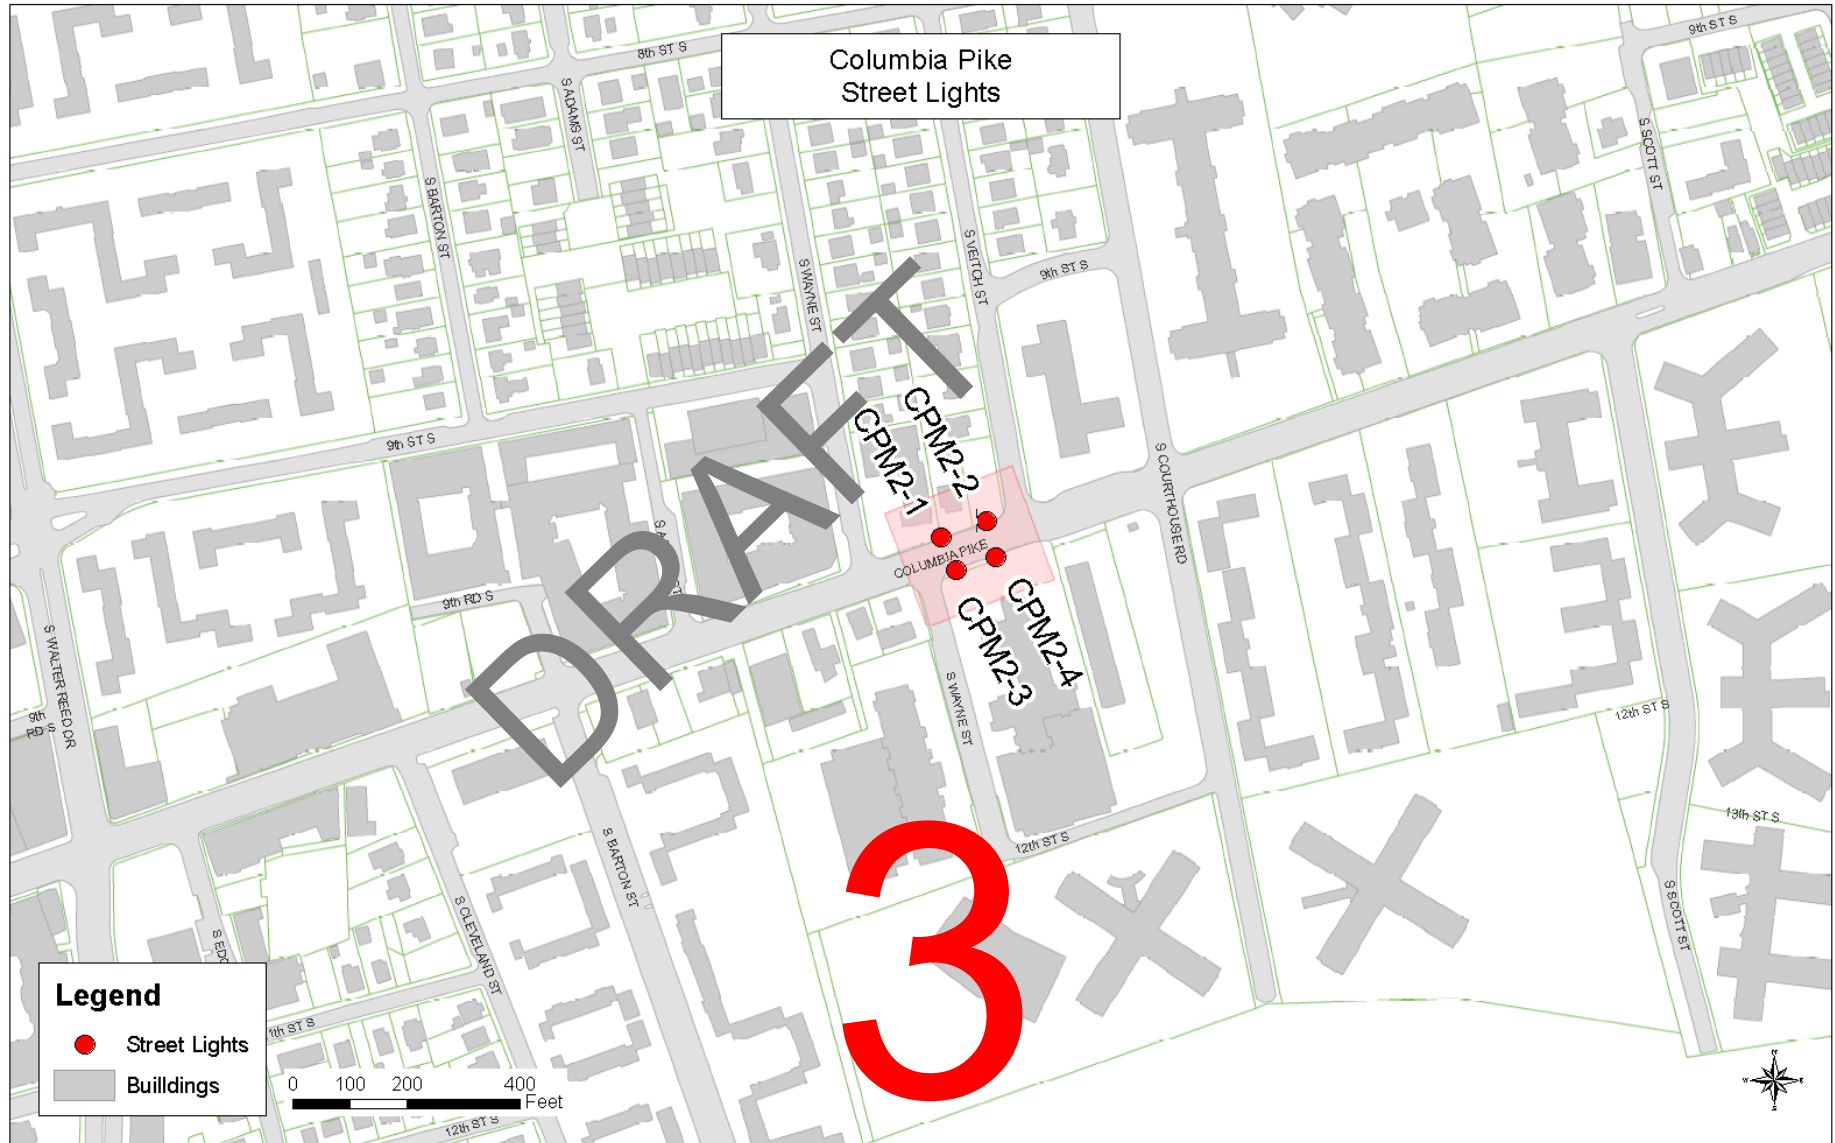 Columbia Pike
Street Lights
8th ST S
9th ST S
S ADAMS ST
S SCOTT ST
S BARTON ST
S WAYNE ST
S VEITCH ST
9th ST S
DRAFT
CPM2-1
CPM2-2
9th ST S
S COURTHOUSE RD
COLUMBIA PIKE
9th RD S
CPM2-3
CPM2-4
S WALTER REED DR
9th
RD S
S WAYNE ST
12th ST S
13th ST S
12th ST S
3
S BARTON ST
S CLEVELAND ST
S SCOTT ST
Legend
Street Lights
Builldings
0 100 200 400
Feet
12th ST S